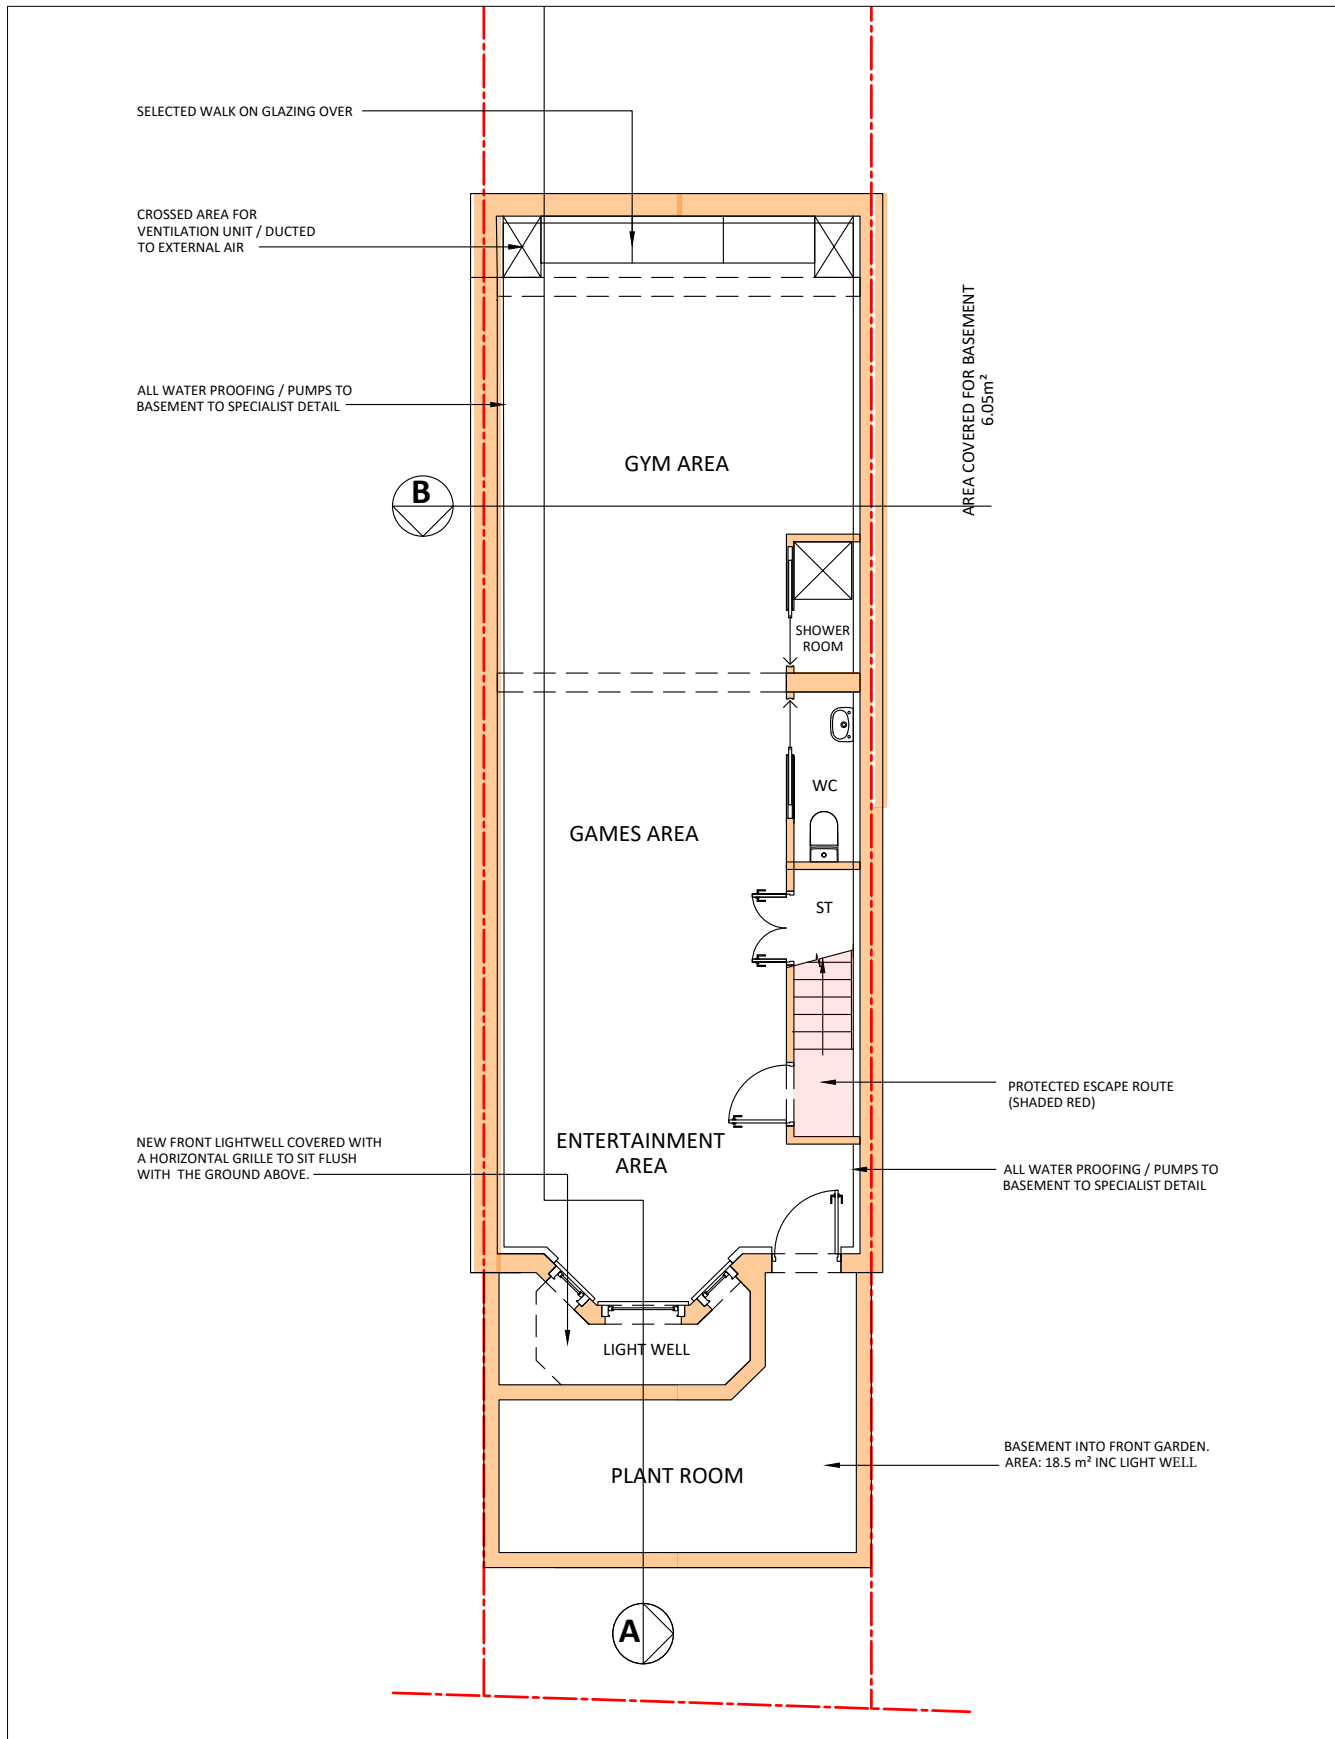 SELECTED WALK ON GLAZING OVER
CROSSED AREA FOR
VENTILATION UNIT / DUCTED
TO EXTERNAL AIR
AREA COVERED FOR BASEMENT
6.05m²
ALL WATER PROOFING / PUMPS TO
BASEMENT TO SPECIALIST DETAIL
GYM AREA
B
SHOWER
ROOM
WC
GAMES AREA
ST
PROTECTED ESCAPE ROUTE
(SHADED RED)
NEW FRONT LIGHTWELL COVERED WITH
A HORIZONTAL GRILLE TO SIT FLUSH
WITH THE GROUND ABOVE.
ENTERTAINMENT
AREA
ALL WATER PROOFING / PUMPS TO
BASEMENT TO SPECIALIST DETAIL
LIGHT WELL
BASEMENT INTO FRONT GARDEN.
AREA: 18.5 m² INC LIGHT WELL
PLANT ROOM
A